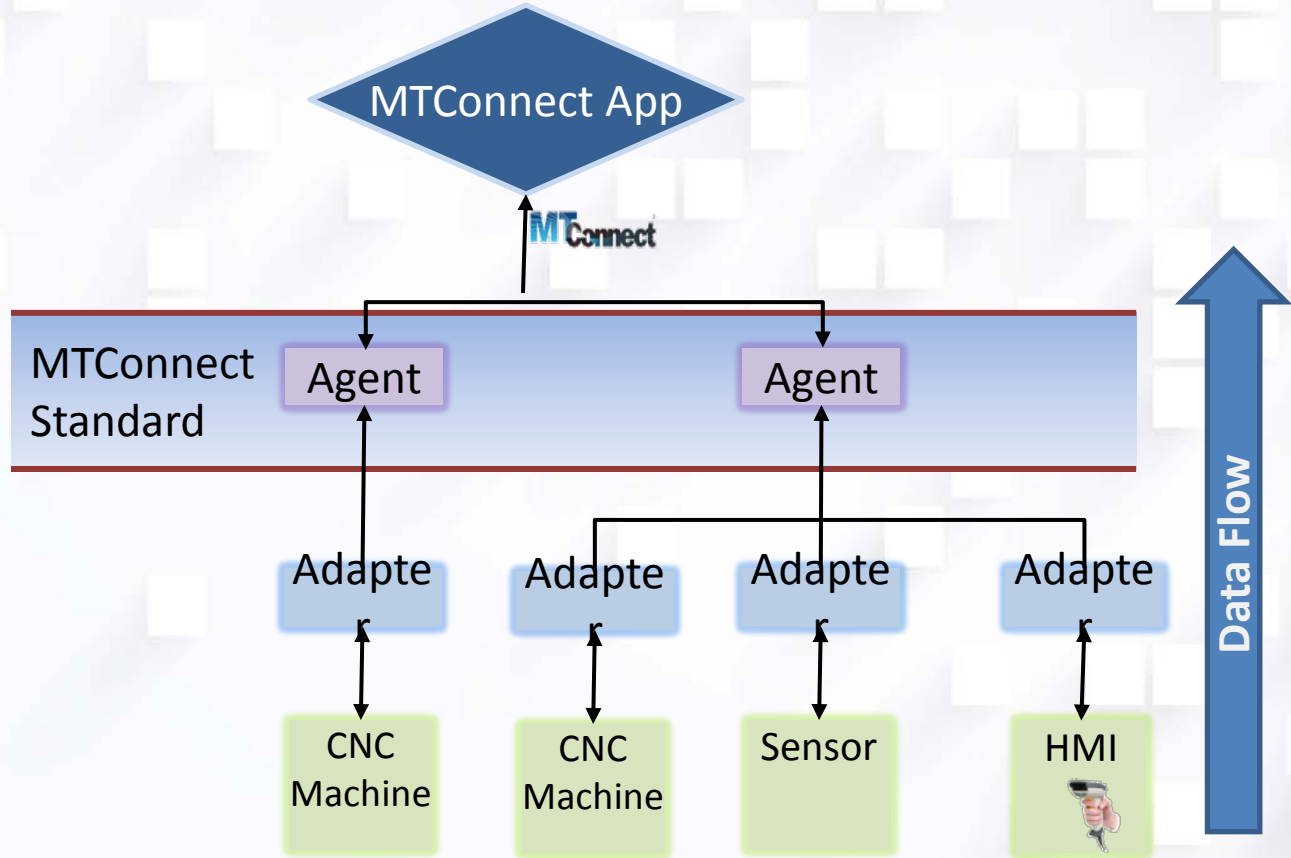 MTConnect App
MTConnect
MTConnect
Standard
Agent
Agent
Data Flow
Adapte
r
Adapte
r
Adapte
r
Adapte
r
CNC
Machine
CNC
Machine
Sensor
HMI